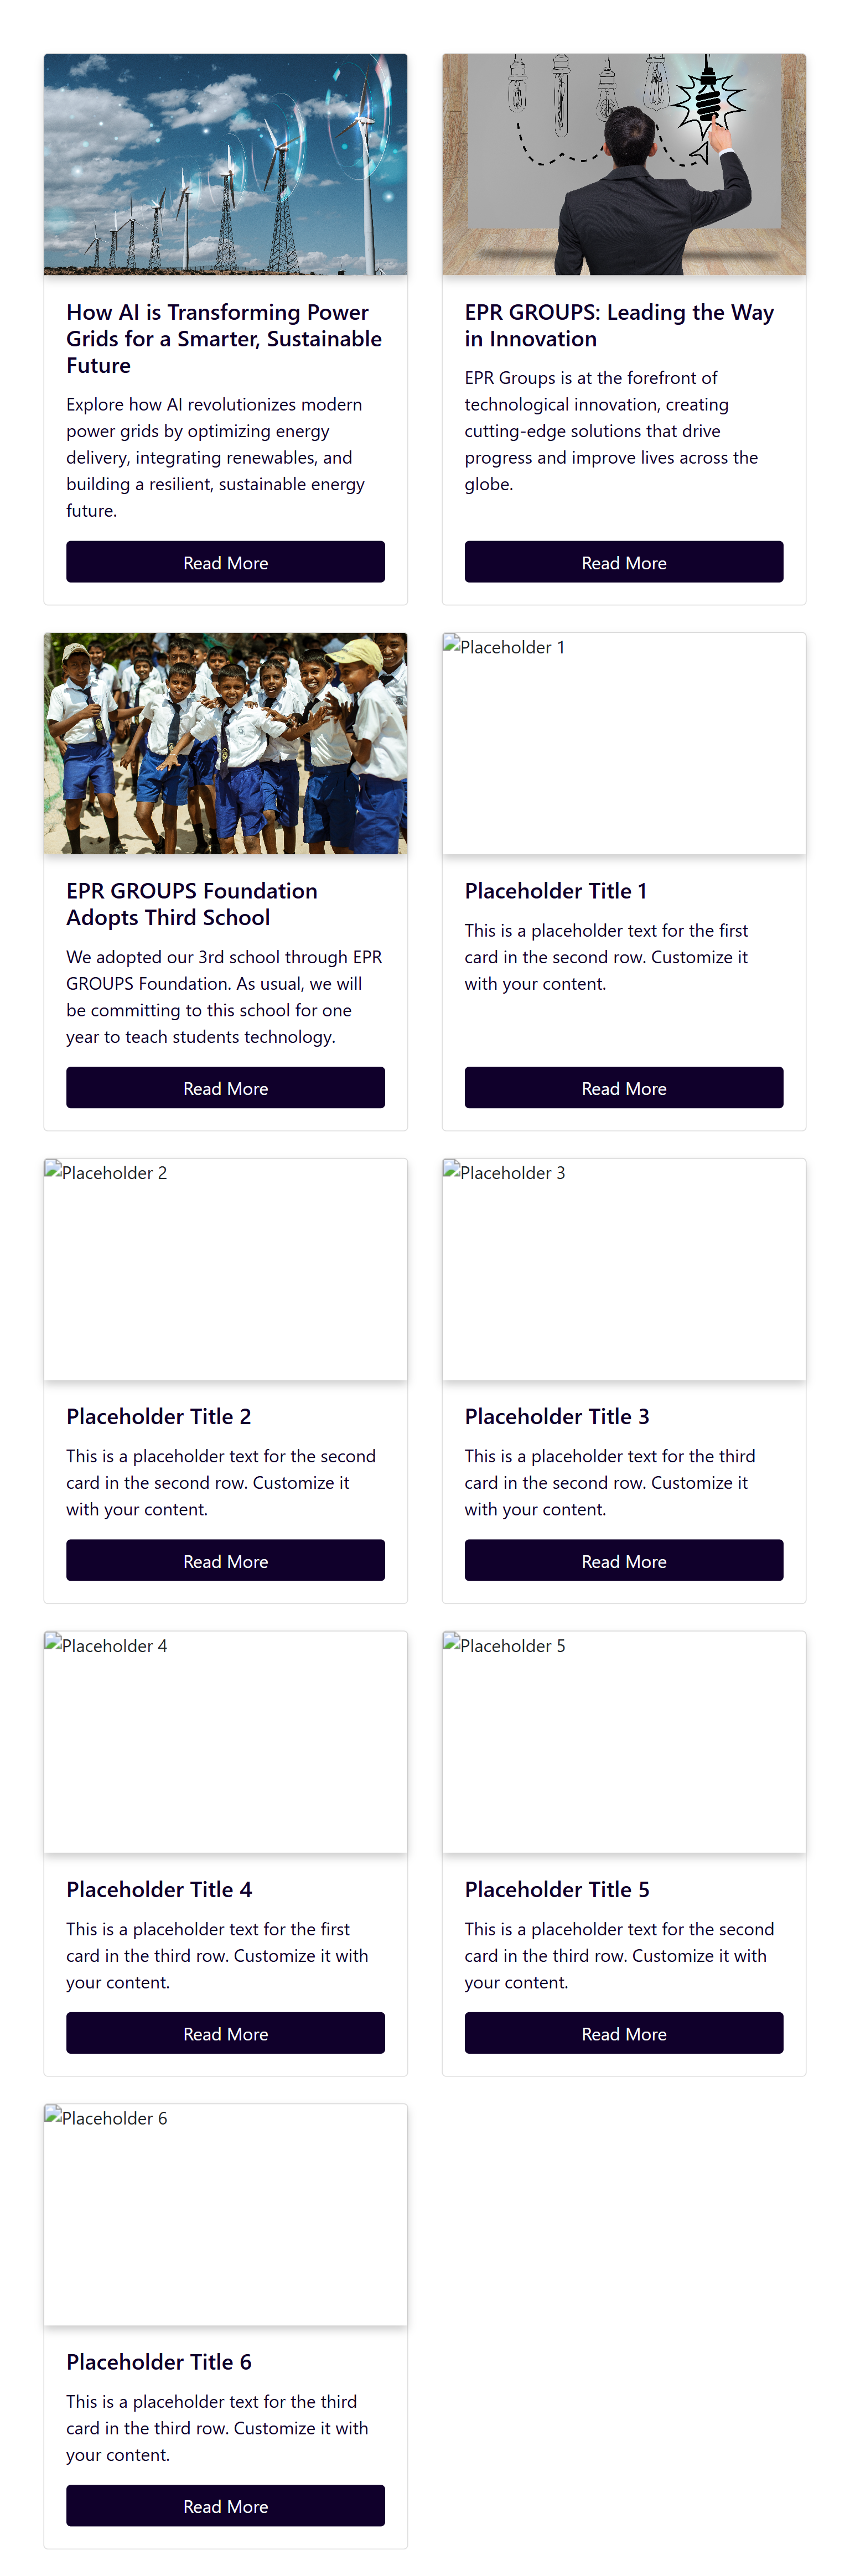 How AI is Transforming Power
Grids for a Smarter, Sustainable
Future
Explore how AI revolutionizes modern
power grids by optimizing energy
delivery, integrating renewables, and
building a resilient, sustainable energy
future.
Read More
EPR GROUPS: Leading the Way
in Innovation
EPR Groups is at the forefront of
technological innovation, creating
cutting-edge solutions that drive
progress and improve lives across the
globe.
Read More
EPR GROUPS Foundation
Adopts Third School
We adopted our 3rd school through EPR
GROUPS Foundation. As usual, we will
be committing to this school for one
year to teach students technology.
Read More
Placeholder 1
Placeholder Title 1
This is a placeholder text for the first
card in the second row. Customize it
with your content.
Read More
Placeholder 2
Placeholder Title 2
This is a placeholder text for the second
card in the second row. Customize it
with your content.
Read More
Placeholder 3
Placeholder Title 3
This is a placeholder text for the third
card in the second row. Customize it
with your content.
Read More
Placeholder 4
Placeholder Title 4
This is a placeholder text for the first
card in the third row. Customize it with
your content.
Read More
Placeholder 5
Placeholder Title 5
This is a placeholder text for the second
card in the third row. Customize it with
your content.
Read More
Placeholder 6
Placeholder Title 6
This is a placeholder text for the third
card in the third row. Customize it with
your content.
Read More